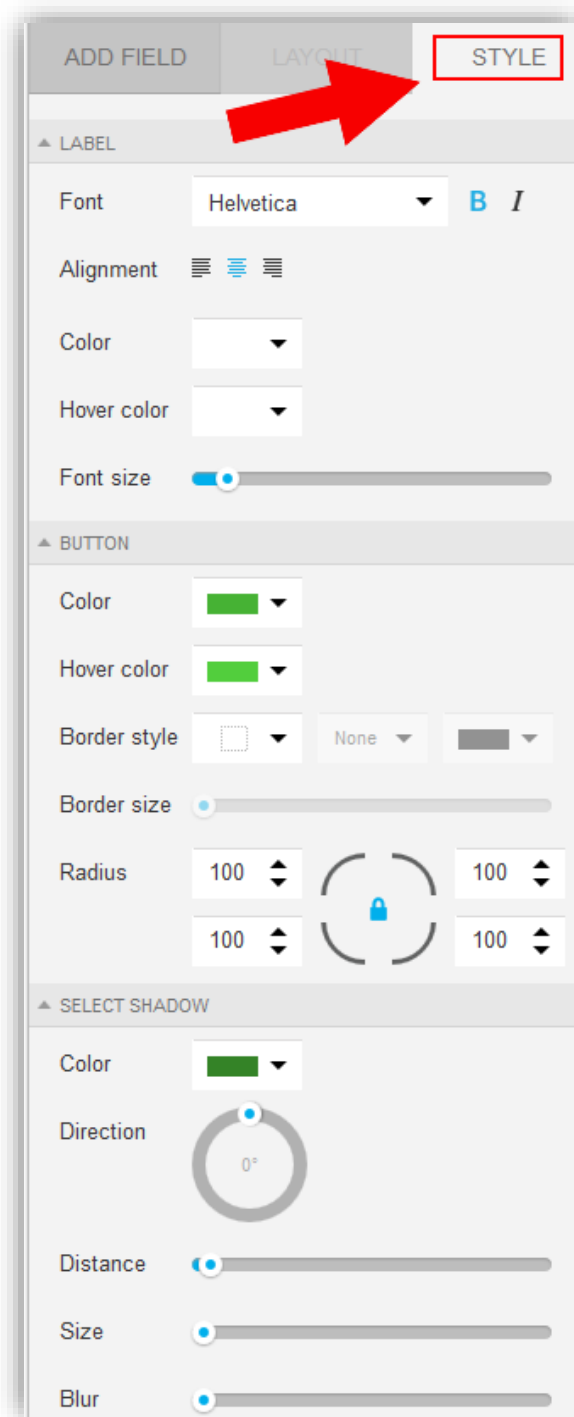 ADD FIELD LAYOUT STYLE
LABEL
Font Helvetica B I
Alignment
Color
Hover color
Font size
BUTTON
Color
Hover color
Border style None
Border size
Radius 100 100
100 100
SELECT SHADOW
Color
Direction
0°
Distance
Size
Blur